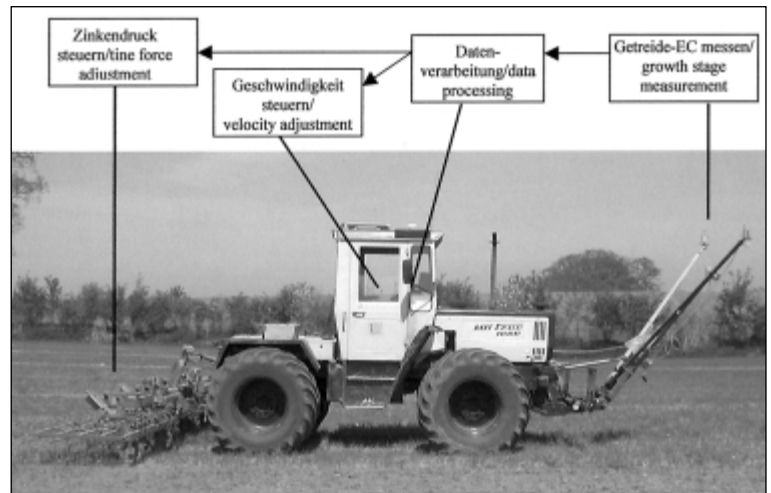 Zinkendruck
steuern/tine force
adjustment
Geschwindigkeit
steuern/
velocity adjustment
Daten-
verarbeitung/data
processing
Getreide-EC messen/
growth stage
measurement